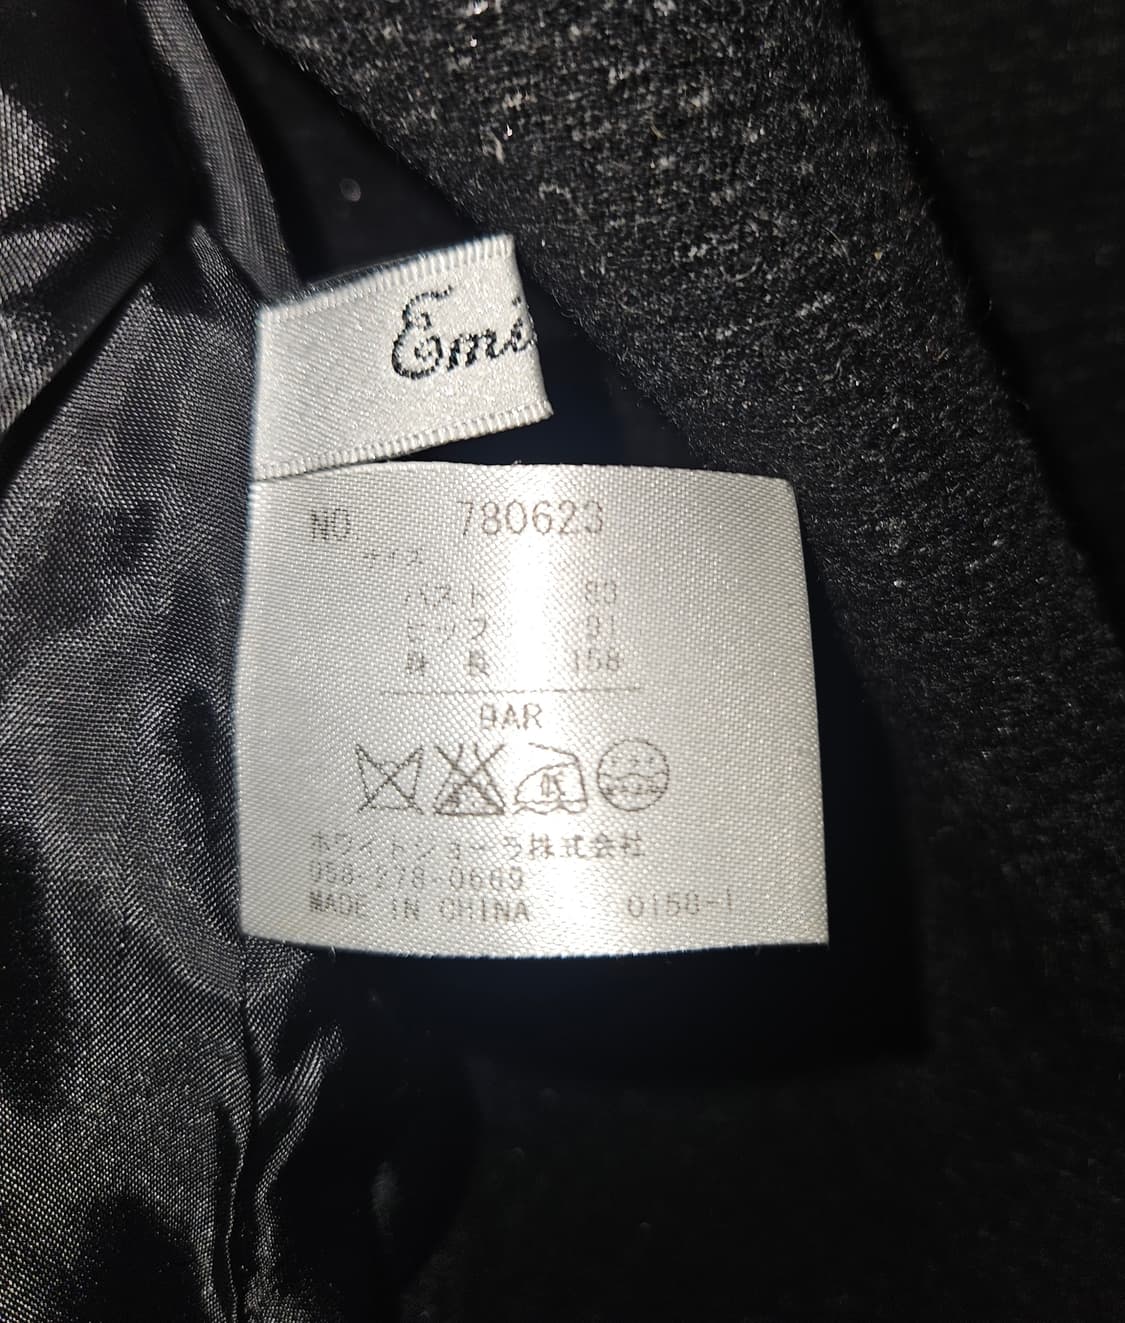 Emi
NO. 780623
サイズ
バスト 83
ヒップ 91
身長 158
9AR
ホワイトジョーラ株式会社
058-278-0669
MADE IN CHINA 0158-1